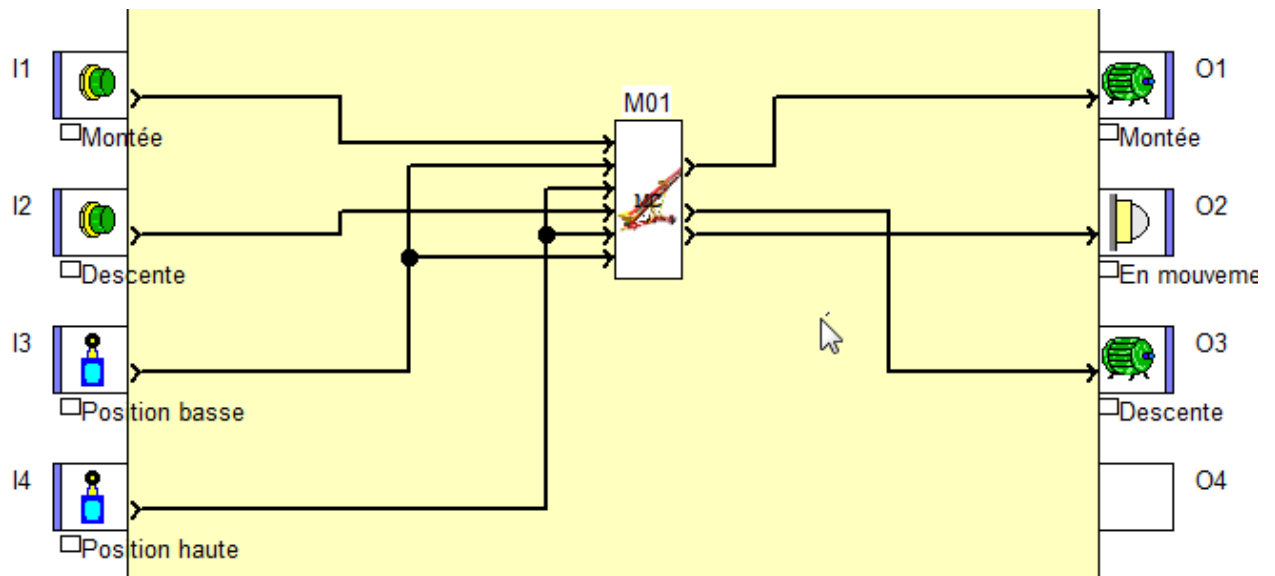 I1
O1
M01
Montée
Montée
I2
O2
Descente
En mouveme
I3
O3
Position basse
Descente
I4
O4
Position haute